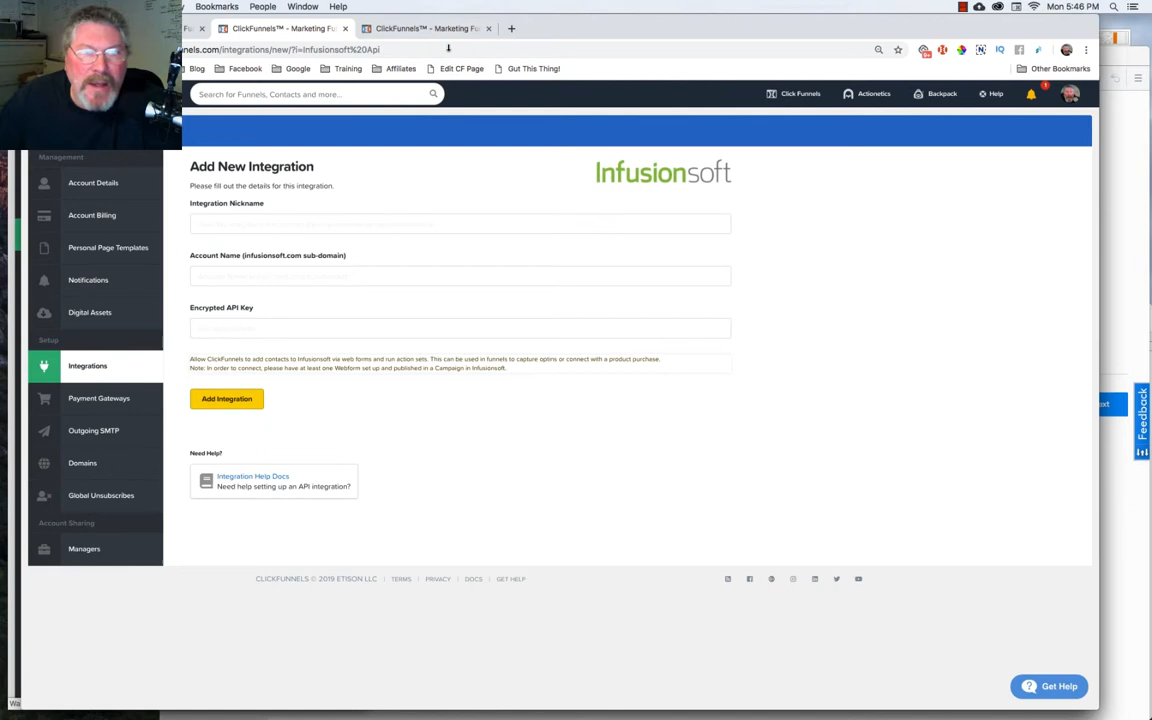 Bookmarks People Window Help Mon 5:46 PM
Fu ClickFunnels™ - Marketing Fu ClickFunnels™ - Marketing Fu
nels.com/integrations/new/?i=Infusionsoft%20Api
Blog Facebook Google Training Affiliates Edit CF Page Gut This Thing! Other Bookmarks
Search for Funnels, Contacts and more... Click Funnels Actionetics Backpack Help 1
Management
Account Details
Account Billing
Personal Page Templates
Notifications
Digital Assets
Setup
Integrations
Payment Gateways
Outgoing SMTP
Domains
Global Unsubscribes
Account Sharing
Managers
Add New Integration
Infusionsoft
Please fill out the details for this integration.
Integration Nickname
Account Name (infusionsoft.com sub-domain)
Encrypted API Key
Allow ClickFunnels to add contacts to Infusionsoft via web forms and run action sets. This can be used in funnels to capture optins or connect with a product purchase.
Note: In order to connect, please have at least one Webform set up and published in a Campaign in Infusionsoft.
Add Integration
Need Help?
Integration Help Docs
Need help setting up an API integration?
CLICKFUNNELS © 2019 ETISON LLC | TERMS | PRIVACY | DOCS | GET HELP
Get Help
ext
Feedback